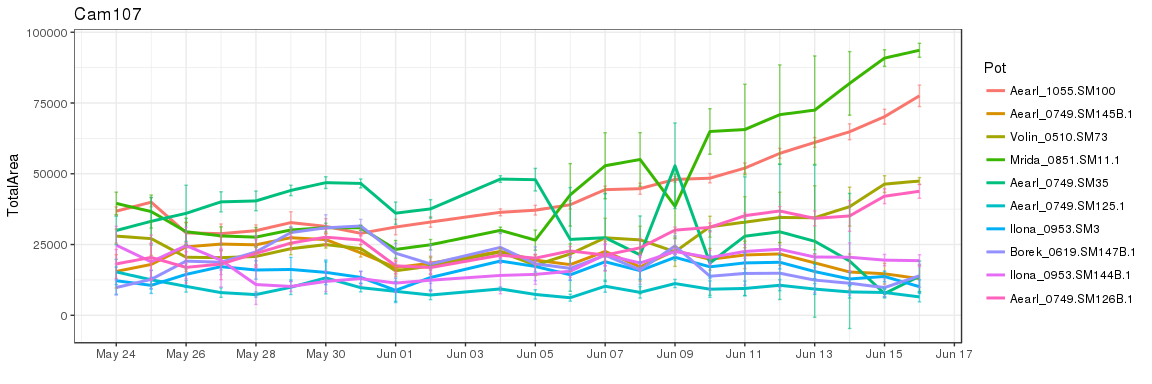 Cam107
TotalArea
100000
75000
50000
25000
0
May 24 May 26 May 28 May 30 Jun 01 Jun 03 Jun 05 Jun 07 Jun 09 Jun 11 Jun 13 Jun 15 Jun 17
Pot
Aearl_1055.SM100
Aearl_0749.SM145B.1
Volin_0510.SM73
Mrida_0851.SM11.1
Aearl_0749.SM35
Aearl_0749.SM125.1
Ilona_0953.SM3
Borek_0619.SM147B.1
Ilona_0953.SM144B.1
Aearl_0749.SM126B.1